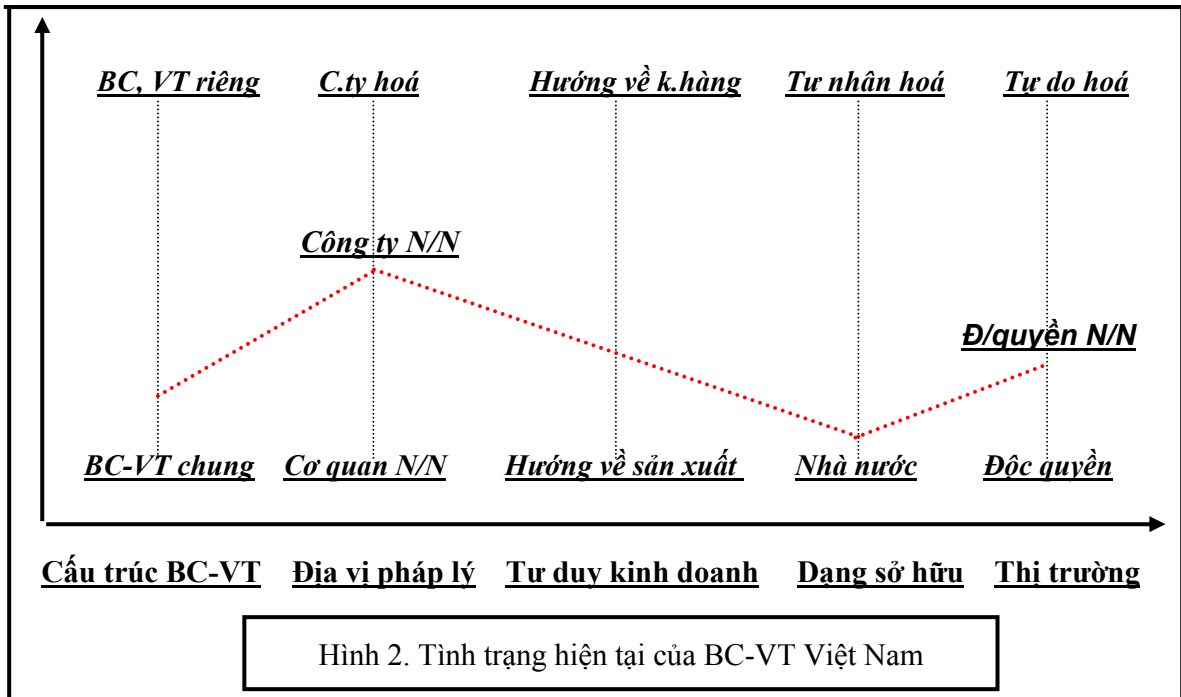 BC, VT riêng C.ty hoá Hướng về k.hàng Tư nhân hoá Tự do hoá
Công ty N/N
Đ/quyền N/N
BC-VT chung Cơ quan N/N Hướng về sản xuất Nhà nước Độc quyền
Cấu trúc BC-VT Địa vị pháp lý Tư duy kinh doanh Dạng sở hữu Thị trường
Hình 2. Tình trạng hiện tại của BC-VT Việt Nam